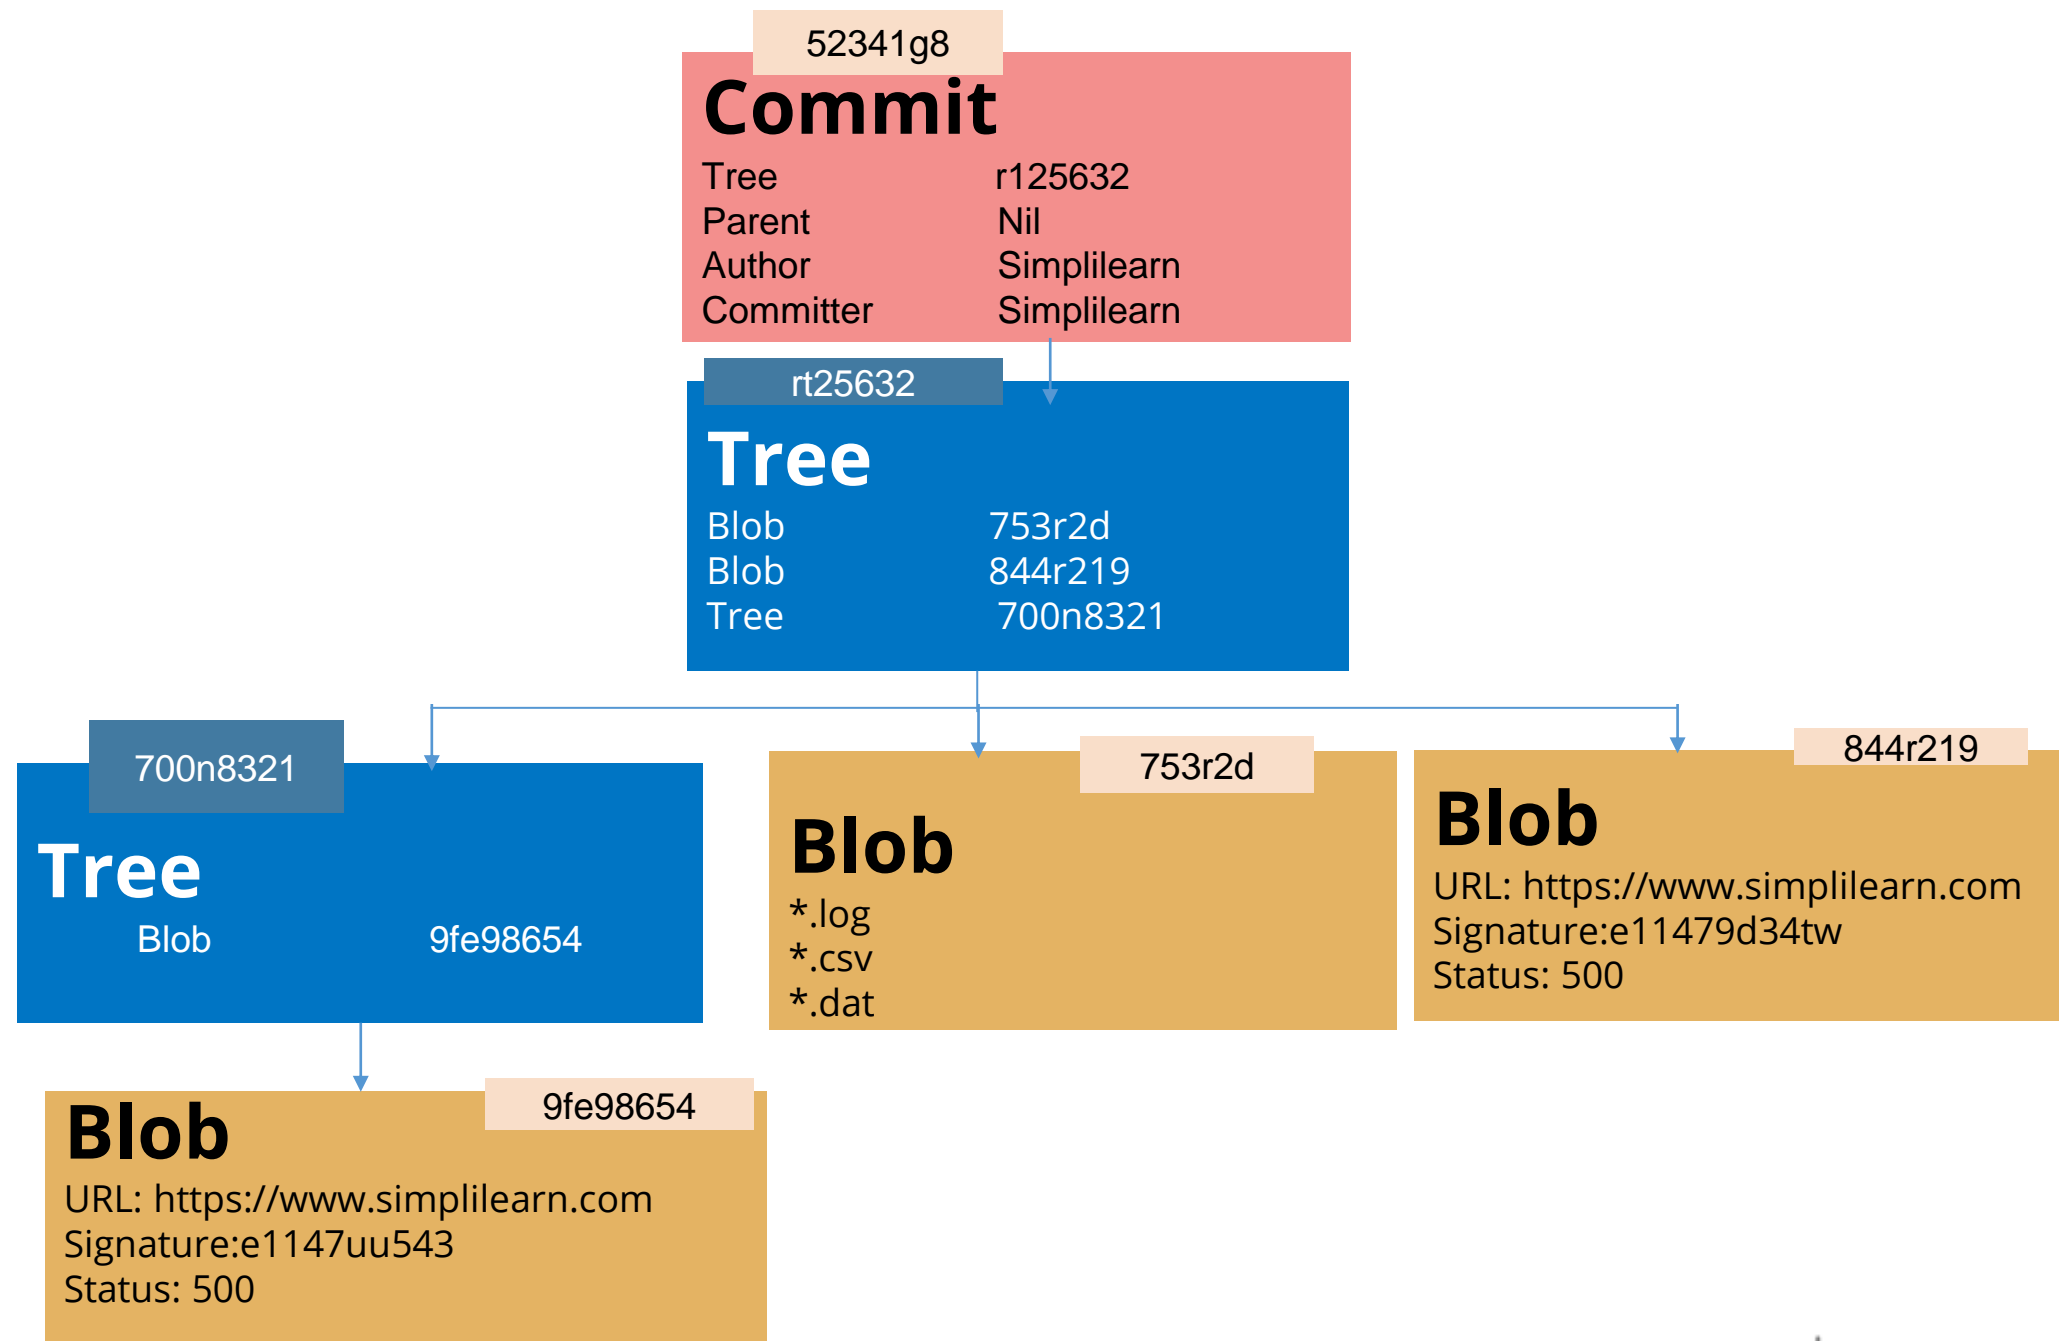 52341g8
Commit
Tree r125632
Parent Nil
Author Simplilearn
Committer Simplilearn
rt25632
Tree
Blob 753r2d
Blob 844r219
Tree 700n8321
700n8321
Tree
Blob 9fe98654
753r2d
Blob
*.log
*.csv
*.dat
844r219
Blob
URL: https://www.simplilearn.com
Signature:e11479d34tw
Status: 500
9fe98654
Blob
URL: https://www.simplilearn.com
Signature:e1147uu543
Status: 500